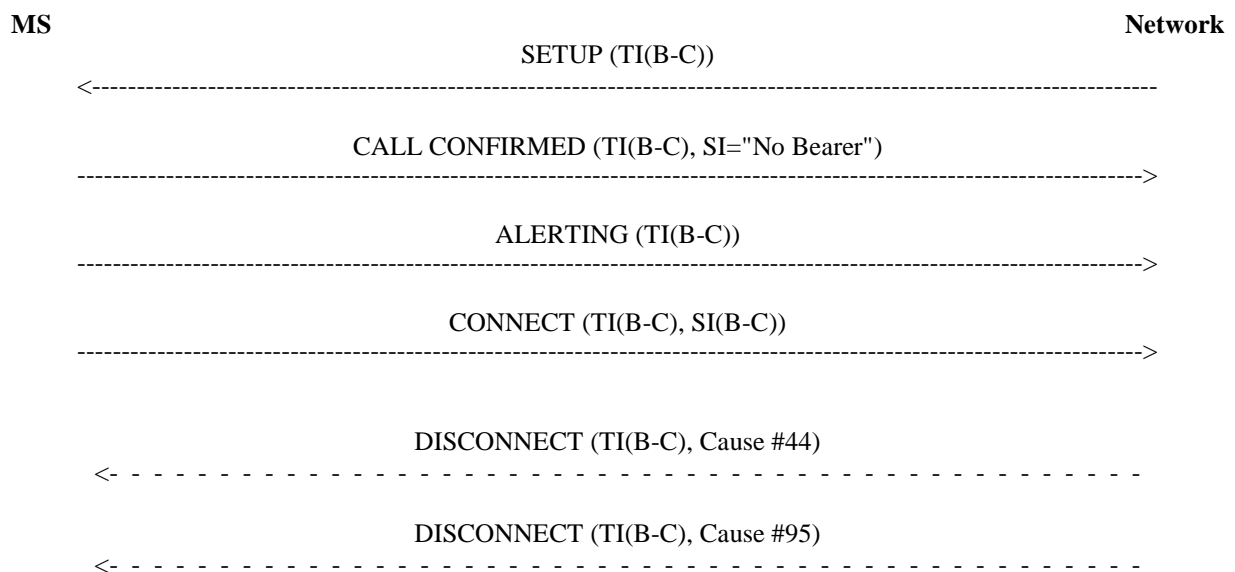 MS Network
SETUP (TI(B-C))
<-----------------------------------------------------------------------------------------------------------------------
CALL CONFIRMED (TI(B-C), SI="No Bearer")
----------------------------------------------------------------------------------------------------------------------->
ALERTING (TI(B-C))
----------------------------------------------------------------------------------------------------------------------->
CONNECT (TI(B-C), SI(B-C))
----------------------------------------------------------------------------------------------------------------------->
DISCONNECT (TI(B-C), Cause #44)
<- - - - - - - - - - - - - - - - - - - - - - - - - - - - - - - - - - - - - - - - - - - - - - - -
DISCONNECT (TI(B-C), Cause #95)
<- - - - - - - - - - - - - - - - - - - - - - - - - - - - - - - - - - - - - - - - - - - - - - - -